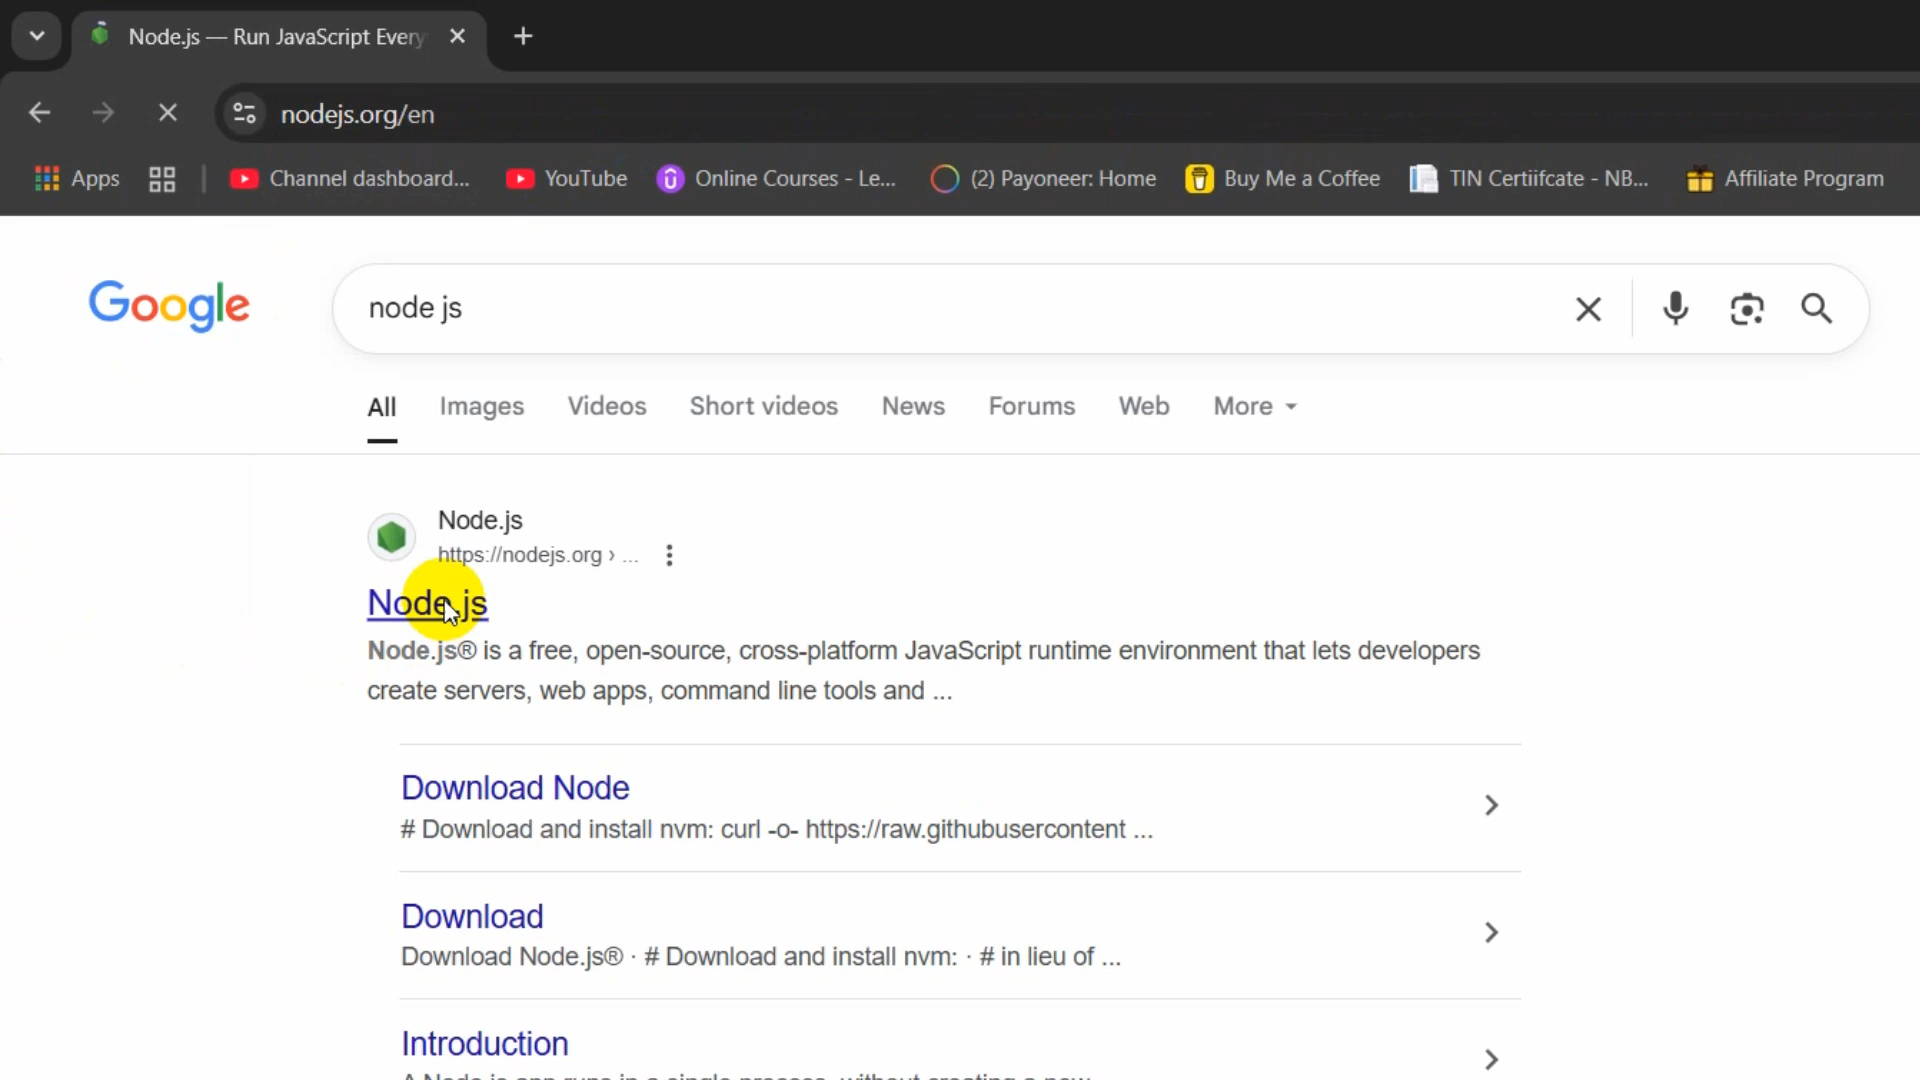 Node.js — Run JavaScript Every
nodejs.org/en
Apps Channel dashboard... YouTube Online Courses - Le... (2) Payoneer: Home Buy Me a Coffee TIN Certiifcate - NB... Affiliate Program
Google node js
All Images Videos Short videos News Forums Web More
Node.js
https://nodejs.org › ...
Node.js
Node.js® is a free, open-source, cross-platform JavaScript runtime environment that lets developers
create servers, web apps, command line tools and ...
Download Node
# Download and install nvm: curl -o- https://raw.githubusercontent ...
Download
Download Node.js® · # Download and install nvm: · # in lieu of ...
Introduction
A Node.js app runs in a single process, without creating a new